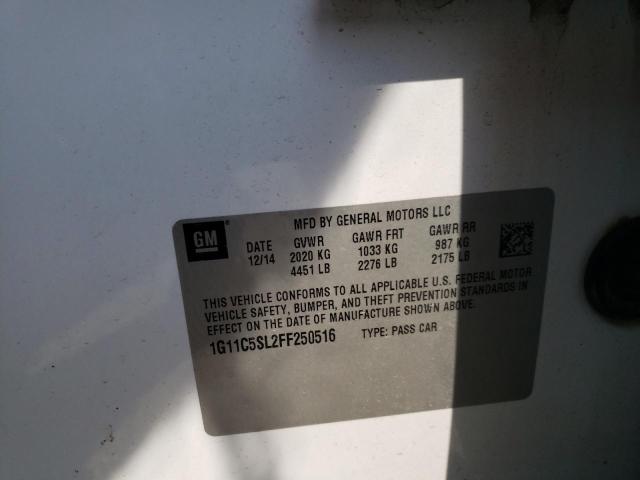 MFD BY GENERAL MOTORS LLC
GM
DATE GVWR GAWR FRT GAWR RR
12/14 2020 KG 1033 KG 987 KG
4451 LB 2276 LB 2175 LB
THIS VEHICLE CONFORMS TO ALL APPLICABLE U.S. FEDERAL MOTOR
VEHICLE SAFETY, BUMPER, AND THEFT PREVENTION STANDARDS IN
EFFECT ON THE DATE OF MANUFACTURE SHOWN ABOVE.
1G11C5SL2FF250516 TYPE: PASS CAR